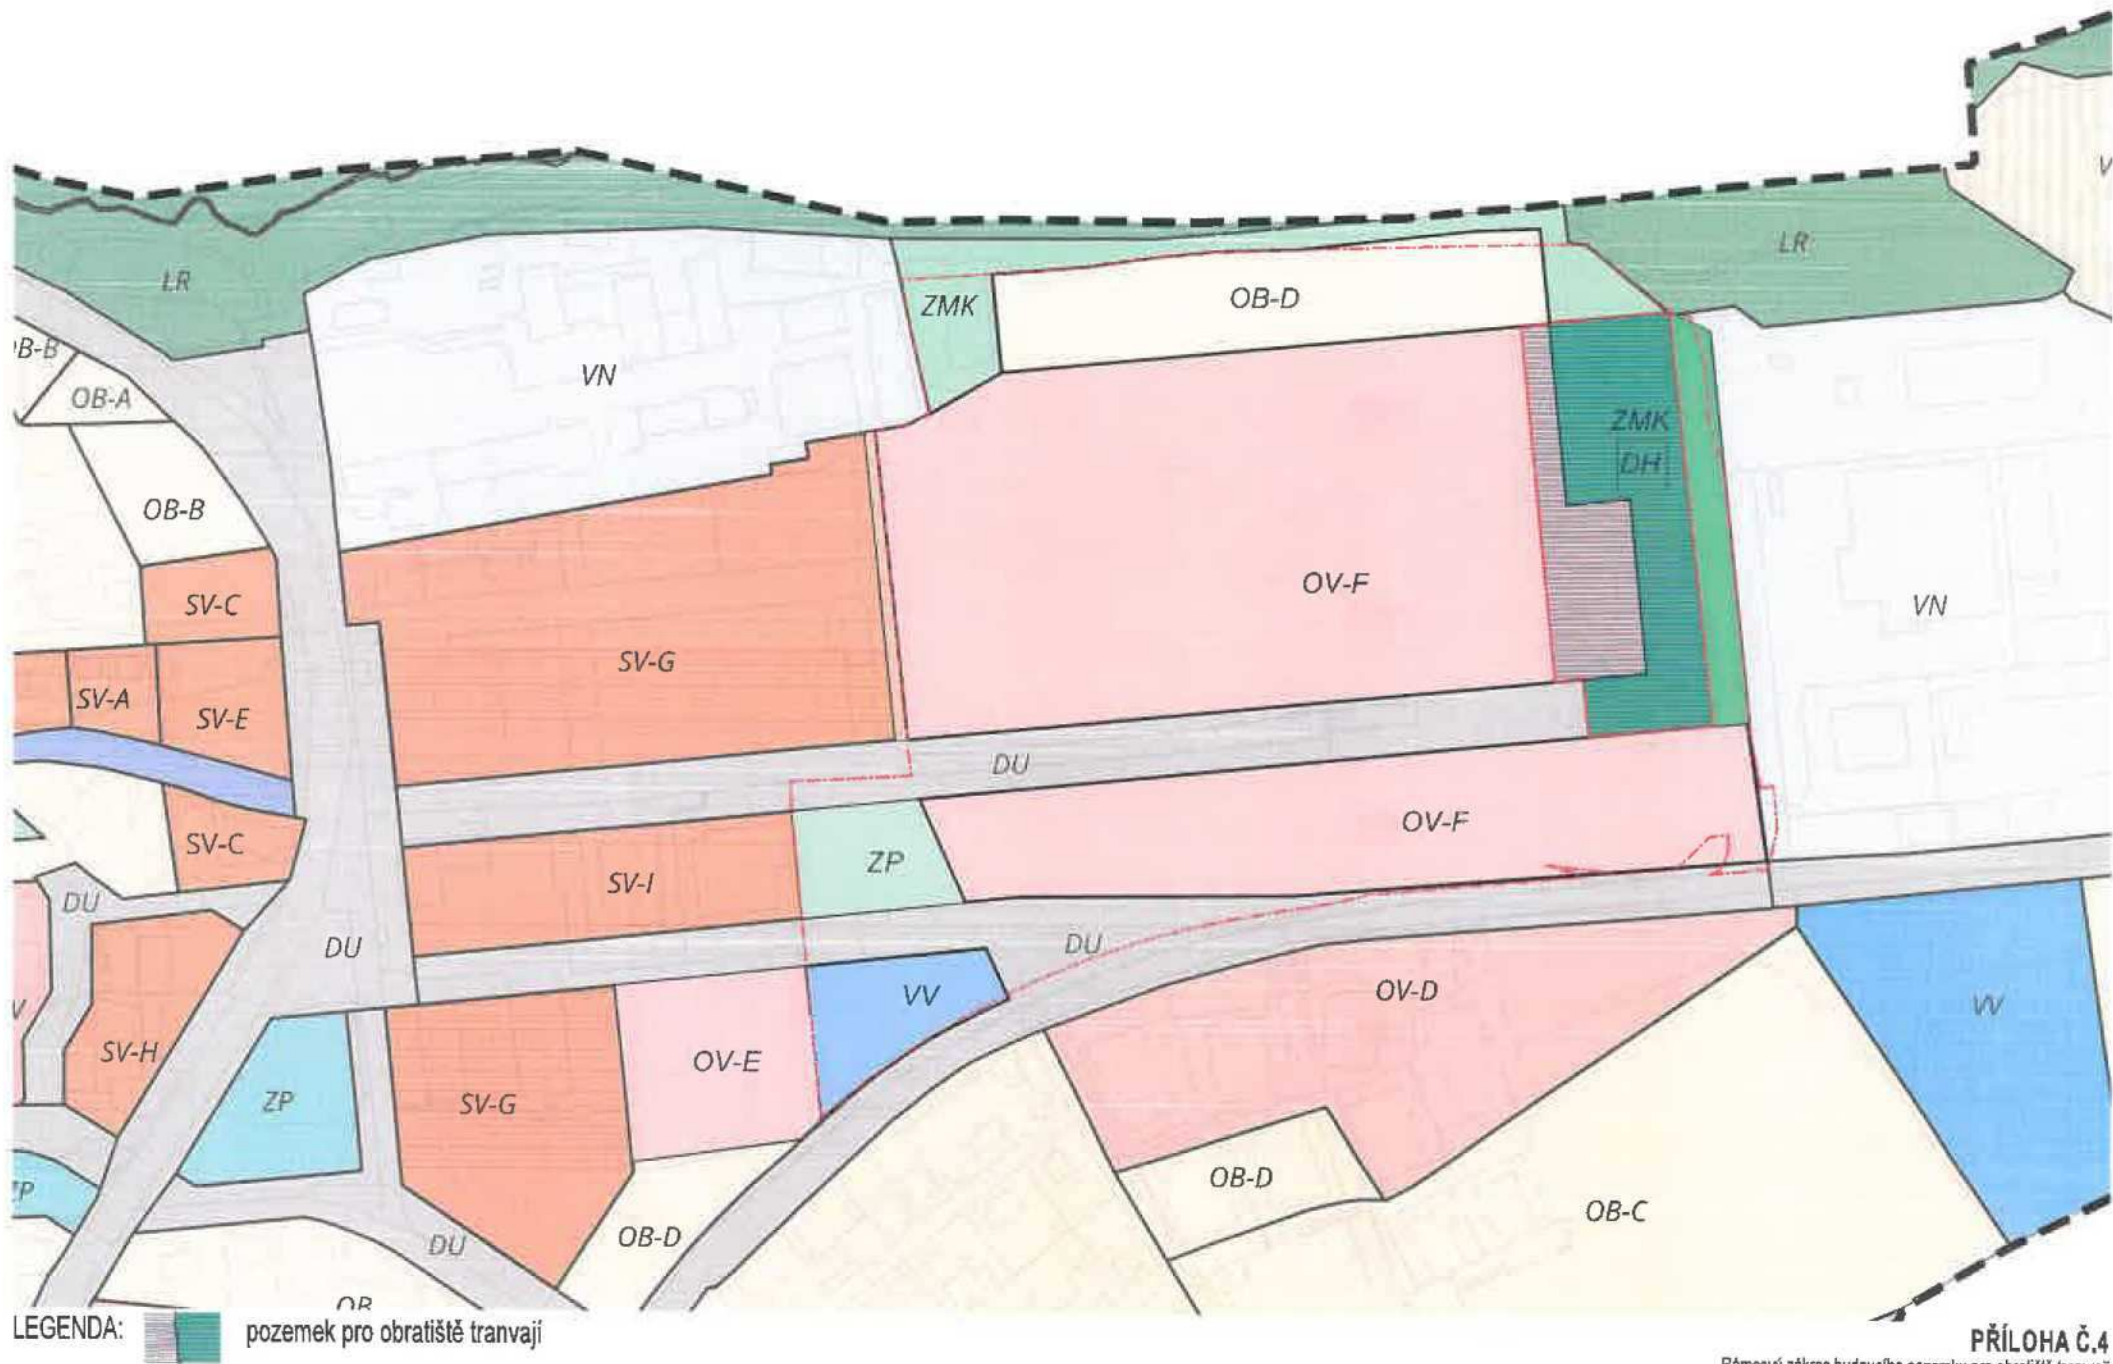 LR
LR
ZMK
OB-D
OB-A
VN
ZMK
DH
OB-B
OV-F
SV-C
VN
SV-G
SV-A
SV-E
DU
OV-F
SV-C
ZP
SV-I
DU
DU
DU
VV
OV-D
VV
SV-H
OV-E
ZP
SV-G
OB-D
OB-C
OB-D
DU
LEGENDA: pozemek pro obratiště tranvají
PŘÍLOHA Č.4